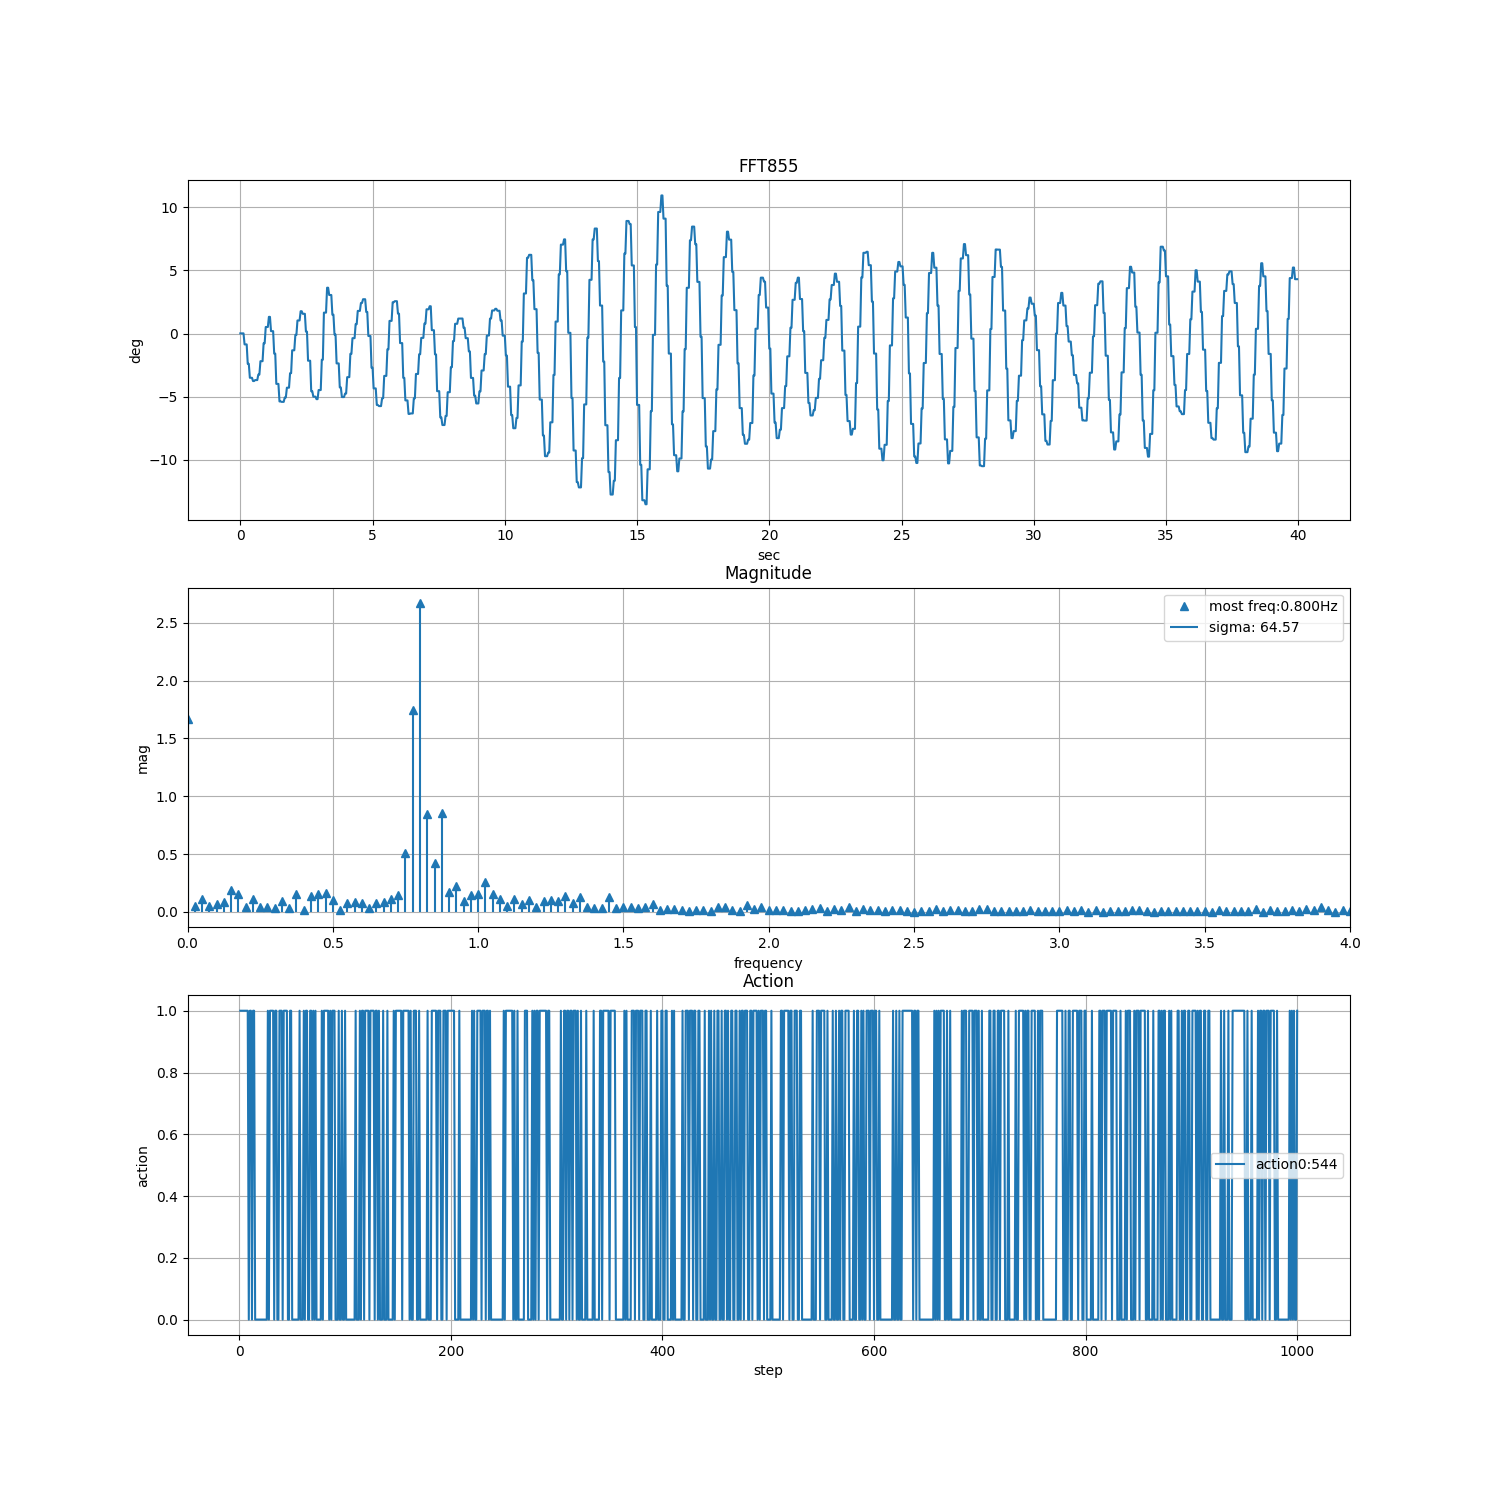 FFT855
10
5
0
−5
−10
deg
0 5 10 15 20 25 30 35 40
sec
Magnitude
most freq:0.800Hz
sigma: 64.57
2.5
2.0
1.5
1.0
0.5
0.0
mag
0.0 0.5 1.0 1.5 2.0 2.5 3.0 3.5 4.0
frequency
Action
1.0
0.8
0.6
0.4
0.2
0.0
action
action0:544
0 200 400 600 800 1000
step